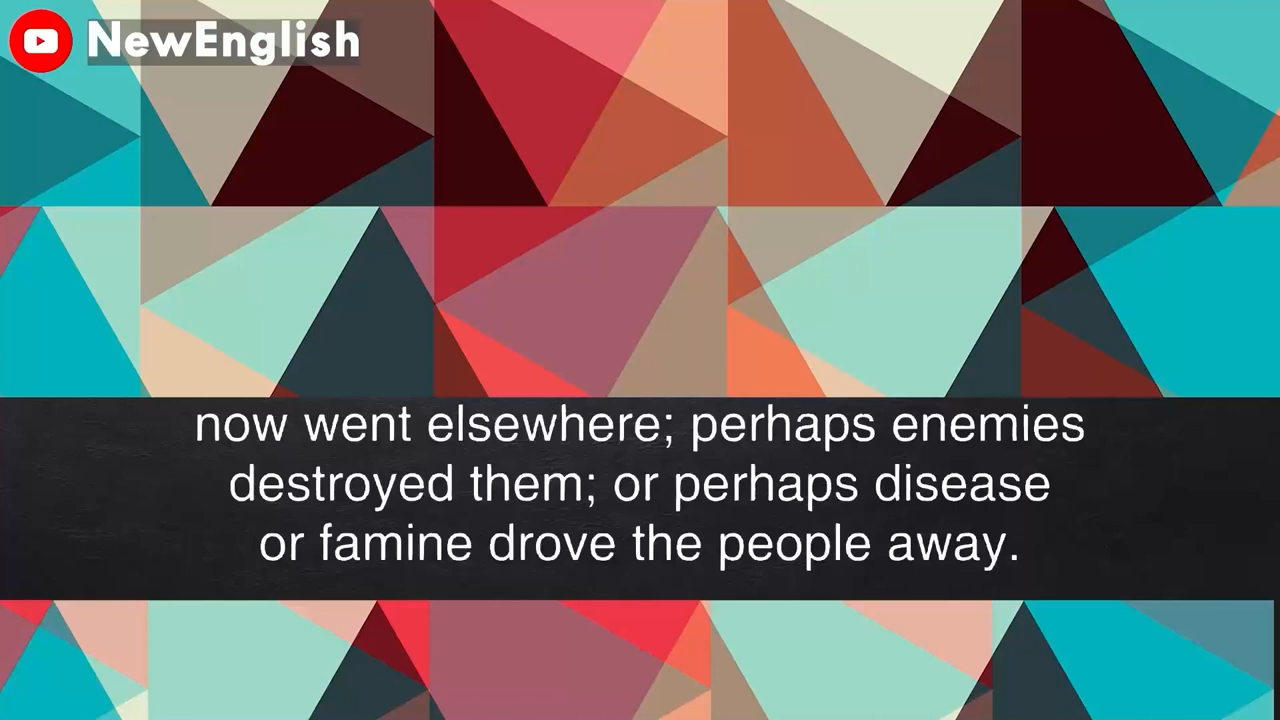 NewEnglish
now went elsewhere; perhaps enemies
destroyed them; or perhaps disease
or famine drove the people away.